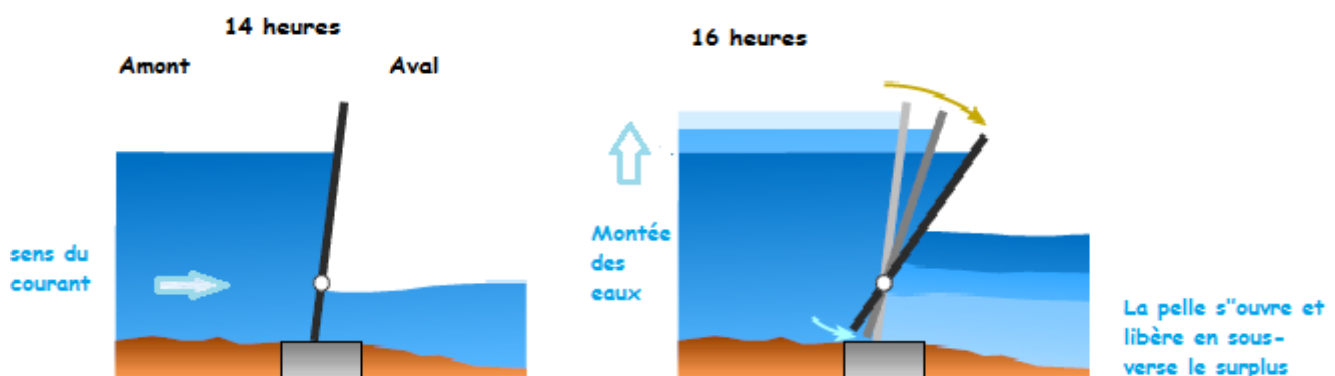 14 heures
Amont
Aval
sens du
courant
16 heures
Montée
des
eaux
La pelle s"ouvre et
libère en sous-
verse le surplus